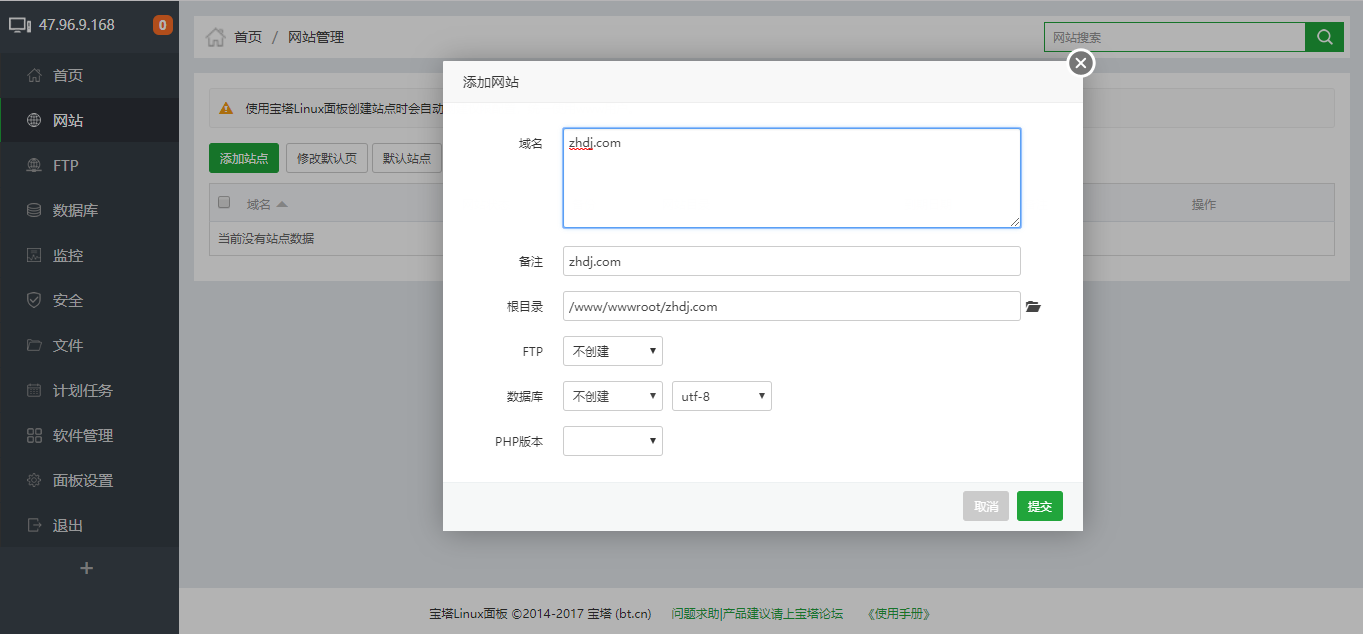 47.96.9.168
0
首页
网站
FTP
数据库
监控
安全
文件
计划任务
软件管理
面板设置
退出
+
首页 / 网站管理
网站搜索
使用宝塔Linux面板创建站点时会自动
添加站点 修改默认页 默认站点
域名 操作
当前没有站点数据
添加网站
域名 zhdj.com
备注 zhdj.com
根目录 /www/wwwroot/zhdj.com
FTP 不创建
数据库 不创建 utf-8
PHP版本
取消 提交
宝塔Linux面板 ©2014-2017 宝塔 (bt.cn) 问题求助|产品建议请上宝塔论坛 《使用手册》